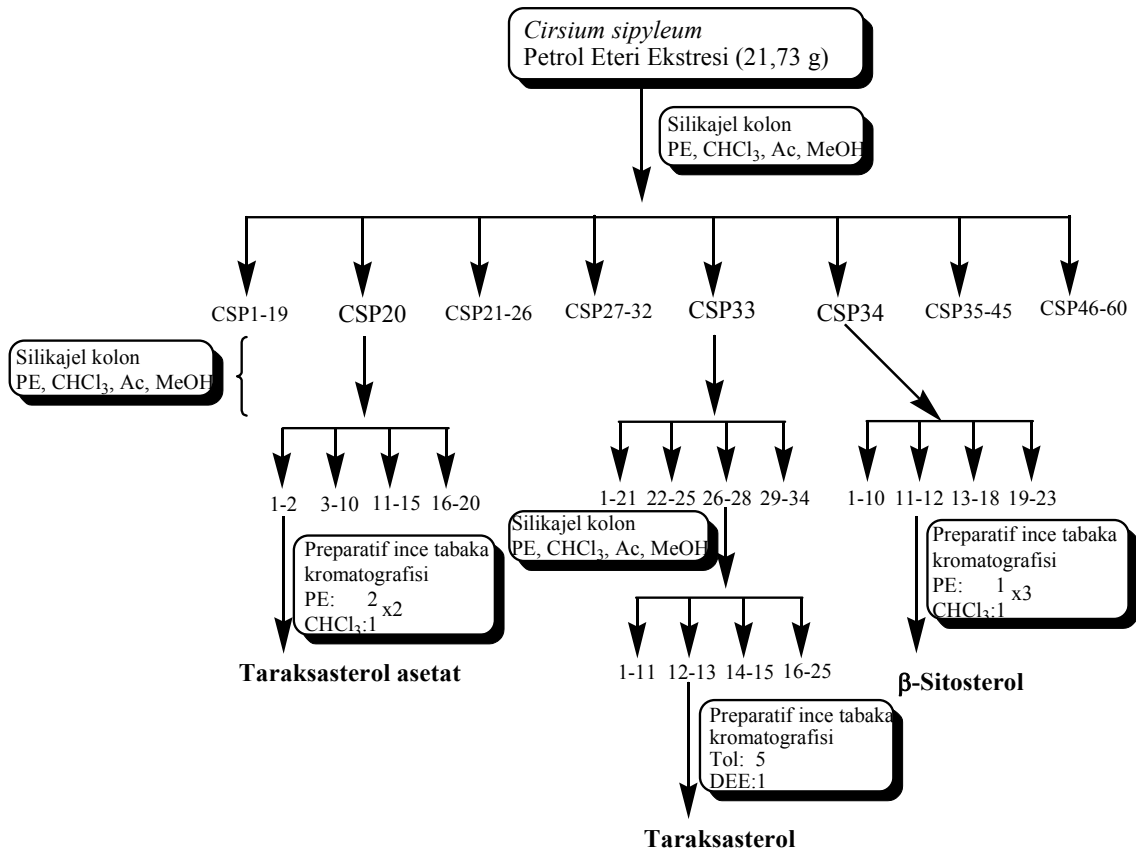 Cirsium sipyleum
Petrol Eteri Ekstresi (21,73 g)
Silikajel kolon
PE, CHCl₃, Ac, MeOH
CSP1-19
CSP20
CSP21-26
CSP27-32
CSP33
CSP34
CSP35-45
CSP46-60
Silikajel kolon
PE, CHCl₃, Ac, MeOH
1-2
3-10
11-15
16-20
1-21
22-25
26-28
29-34
1-10
11-12
13-18
19-23
Preparatif ince tabaka
kromatografisi
PE: 2 x2
CHCl₃:1
Silikajel kolon
PE, CHCl₃, Ac, MeOH
Preparatif ince tabaka
kromatografisi
PE: 1 x3
CHCl₃:1
Taraksasterol asetat
1-11
12-13
14-15
16-25
β-Sitosterol
Preparatif ince tabaka
kromatografisi
Tol: 5
DEE:1
Taraksasterol